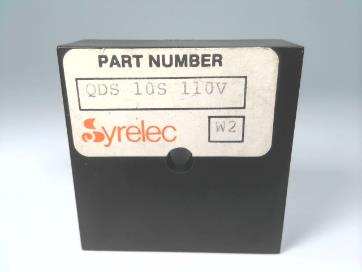 PART NUMBER
QDS 10S 110V
Syrelec W2